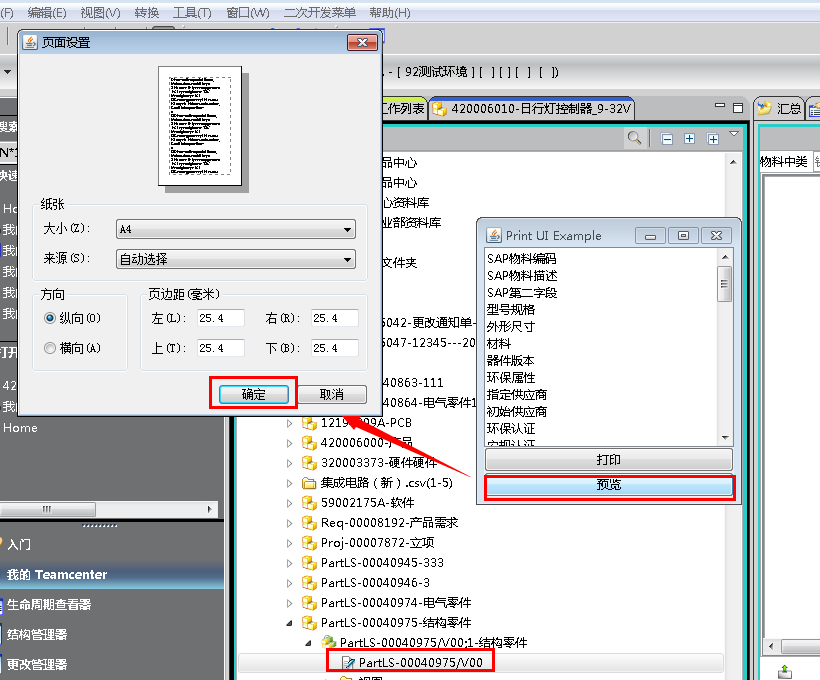 (F) 编辑(E) 视图(V) 转换 工具(T) 窗口(W) 二次开发菜单 帮助(H)
页面设置
- [ 92测试环境 ] [ ] [ ] [ ] [ ] )
工作列表
420006010-日行灯控制器_9-32V
汇总
搜索
N*1
快速
Ho
我
我
我
我
我
打开
42
我
Home
纸张
大小(Z):
A4
来源(S):
自动选择
方向
纵向(O)
横向(A)
页边距(毫米)
左(L): 25.4 右(R): 25.4
上(T): 25.4 下(B): 25.4
确定 取消
品中心
品中心
心资料库
业部资料库
文件夹
5042-更改通知单-
5047-12345---20
40863-111
40864-电气零件1
物料中类
Print UI Example
SAP物料编码
SAP物料描述
SAP第二字段
型号规格
外形尺寸
材料
器件版本
环保属性
指定供应商
初始供应商
环保认证
安规认证
打印
预览
420006000-产品
320003373-硬件硬件
集成电路（新）.csv(1-5)
59002175A-软件
Req-00008192-产品需求
Proj-00007872-立项
PartLS-00040945-333
PartLS-00040946-3
PartLS-00040974-电气零件
PartLS-00040975-结构零件
PartLS-00040975/V00;1-结构零件
PartLS-00040975/V00
视图
入门
我的 Teamcenter
生命周期查看器
结构管理器
更改管理器